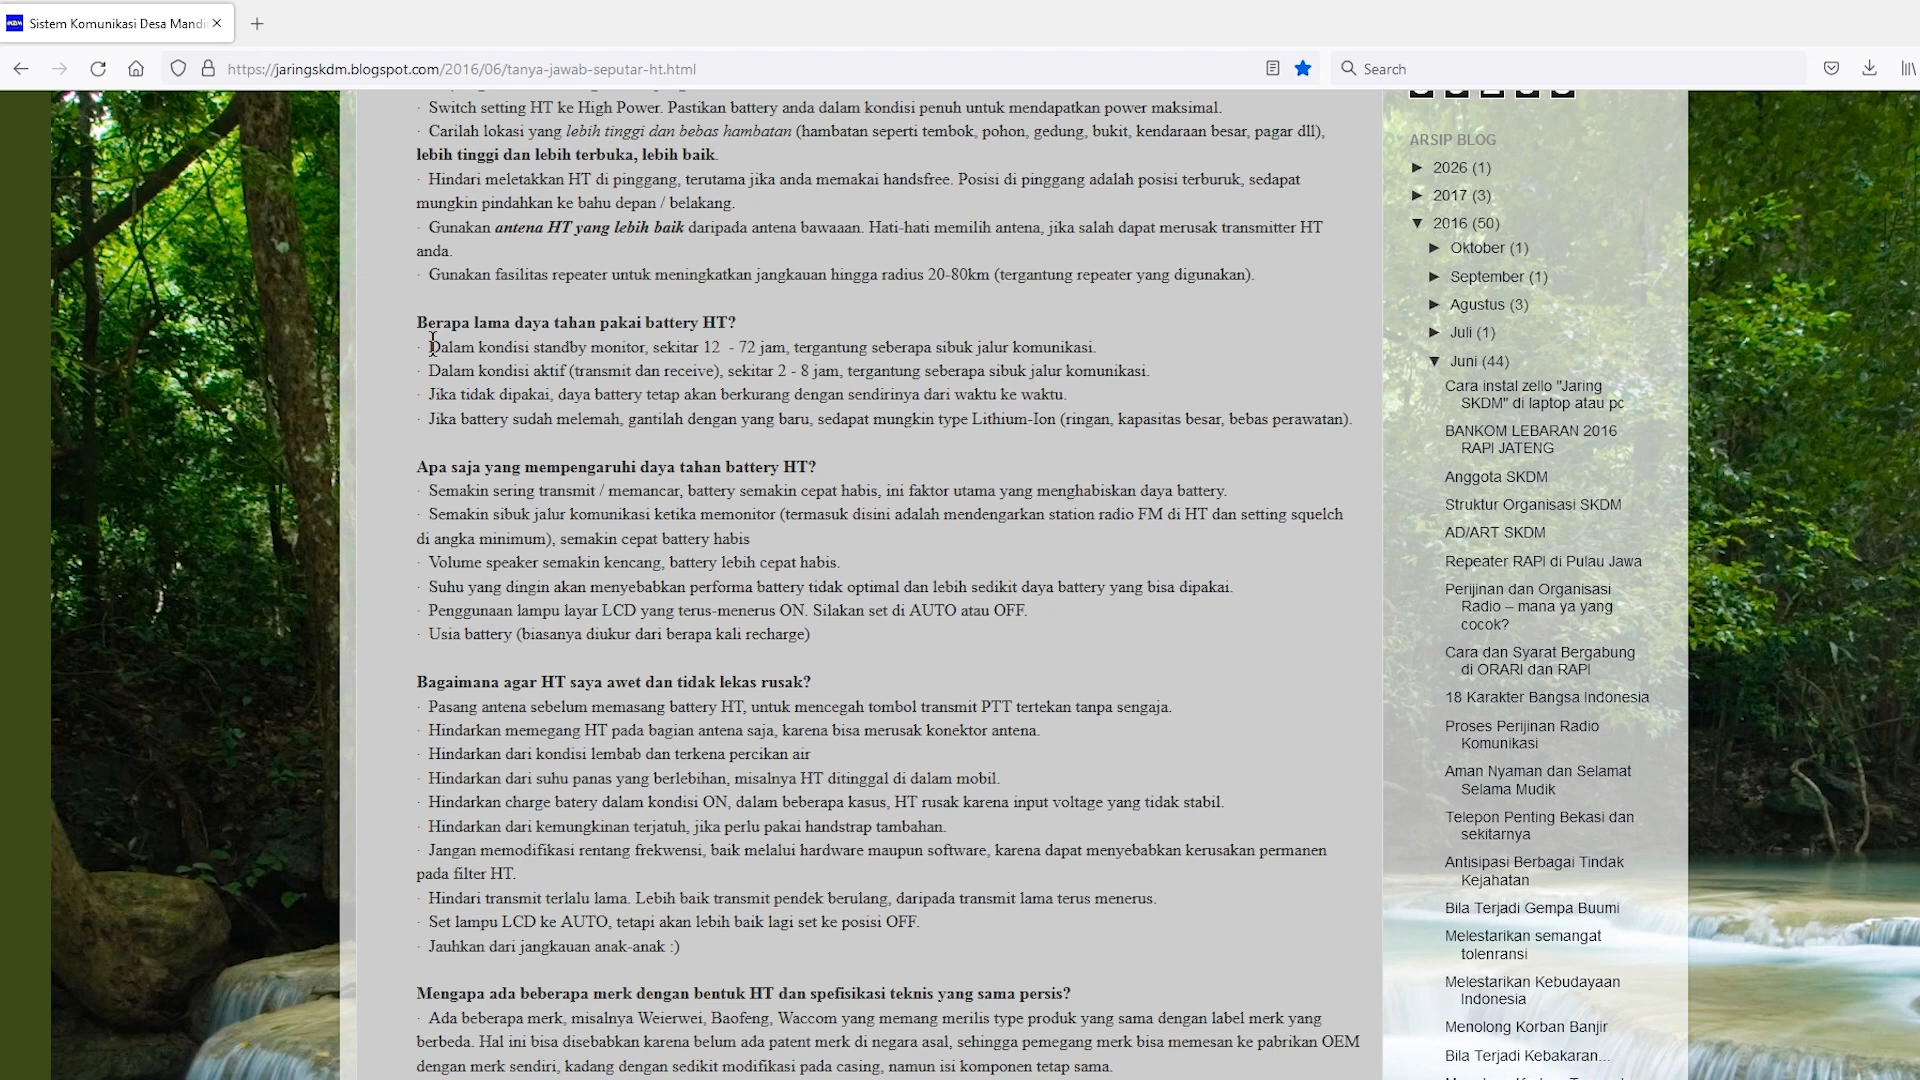 Sistem Komunikasi Desa Mandi
https://jaringskdm.blogspot.com/2016/06/tanya-jawab-seputar-ht.html
Search
· Switch setting HT ke High Power. Pastikan battery anda dalam kondisi penuh untuk mendapatkan power maksimal.
· Carilah lokasi yang lebih tinggi dan bebas hambatan (hambatan seperti tembok, pohon, gedung, bukit, kendaraan besar, pagar dll),
lebih tinggi dan lebih terbuka, lebih baik.
· Hindari meletakkan HT di pinggang, terutama jika anda memakai handsfree. Posisi di pinggang adalah posisi terburuk, sedapat
mungkin pindahkan ke bahu depan / belakang.
· Gunakan antena HT yang lebih baik daripada antena bawaaan. Hati-hati memilih antena, jika salah dapat merusak transmitter HT
anda.
· Gunakan fasilitas repeater untuk meningkatkan jangkauan hingga radius 20-80km (tergantung repeater yang digunakan).
Berapa lama daya tahan pakai battery HT?
· Dalam kondisi standby monitor, sekitar 12 - 72 jam, tergantung seberapa sibuk jalur komunikasi.
· Dalam kondisi aktif (transmit dan receive), sekitar 2 - 8 jam, tergantung seberapa sibuk jalur komunikasi.
· Jika tidak dipakai, daya battery tetap akan berkurang dengan sendirinya dari waktu ke waktu.
· Jika battery sudah melemah, gantilah dengan yang baru, sedapat mungkin type Lithium-Ion (ringan, kapasitas besar, bebas perawatan).
Apa saja yang mempengaruhi daya tahan battery HT?
· Semakin sering transmit / memancar, battery semakin cepat habis, ini faktor utama yang menghabiskan daya battery.
· Semakin sibuk jalur komunikasi ketika memonitor (termasuk disini adalah mendengarkan station radio FM di HT dan setting squelch
di angka minimum), semakin cepat battery habis
· Volume speaker semakin kencang, battery lebih cepat habis.
· Suhu yang dingin akan menyebabkan performa battery tidak optimal dan lebih sedikit daya battery yang bisa dipakai.
· Penggunaan lampu layar LCD yang terus-menerus ON. Silakan set di AUTO atau OFF.
· Usia battery (biasanya diukur dari berapa kali recharge)
Bagaimana agar HT saya awet dan tidak lekas rusak?
· Pasang antena sebelum memasang battery HT, untuk mencegah tombol transmit PTT tertekan tanpa sengaja.
· Hindarkan memegang HT pada bagian antena saja, karena bisa merusak konektor antena.
· Hindarkan dari kondisi lembab dan terkena percikan air
· Hindarkan dari suhu panas yang berlebihan, misalnya HT ditinggal di dalam mobil.
· Hindarkan charge batery dalam kondisi ON, dalam beberapa kasus, HT rusak karena input voltage yang tidak stabil.
· Hindarkan dari kemungkinan terjatuh, jika perlu pakai handstrap tambahan.
· Jangan memodifikasi rentang frekwensi, baik melalui hardware maupun software, karena dapat menyebabkan kerusakan permanen
pada filter HT.
· Hindari transmit terlalu lama. Lebih baik transmit pendek berulang, daripada transmit lama terus menerus.
· Set lampu LCD ke AUTO, tetapi akan lebih baik lagi set ke posisi OFF.
· Jauhkan dari jangkauan anak-anak :)
Mengapa ada beberapa merk dengan bentuk HT dan spefisikasi teknis yang sama persis?
· Ada beberapa merk, misalnya Weierwei, Baofeng, Waccom yang memang merilis type produk yang sama dengan label merk yang
berbeda. Hal ini bisa disebabkan karena belum ada patent merk di negara asal, sehingga pemegang merk bisa memesan ke pabrikan OEM
dengan merk sendiri, kadang dengan sedikit modifikasi pada casing, namun isi komponen tetap sama.
ARSIP BLOG
► 2026 (1)
► 2017 (3)
▼ 2016 (50)
► Oktober (1)
► September (1)
► Agustus (3)
► Juli (1)
▼ Juni (44)
Cara instal zello "Jaring
SKDM" di laptop atau pc
BANKOM LEBARAN 2016
RAPI JATENG
Anggota SKDM
Struktur Organisasi SKDM
AD/ART SKDM
Repeater RAPI di Pulau Jawa
Perijinan dan Organisasi
Radio – mana ya yang
cocok?
Cara dan Syarat Bergabung
di ORARI dan RAPI
18 Karakter Bangsa Indonesia
Proses Perijinan Radio
Komunikasi
Aman Nyaman dan Selamat
Selama Mudik
Telepon Penting Bekasi dan
sekitarnya
Antisipasi Berbagai Tindak
Kejahatan
Bila Terjadi Gempa Buumi
Melestarikan semangat
tolenransi
Melestarikan Kebudayaan
Indonesia
Menolong Korban Banjir
Bila Terjadi Kebakaran...